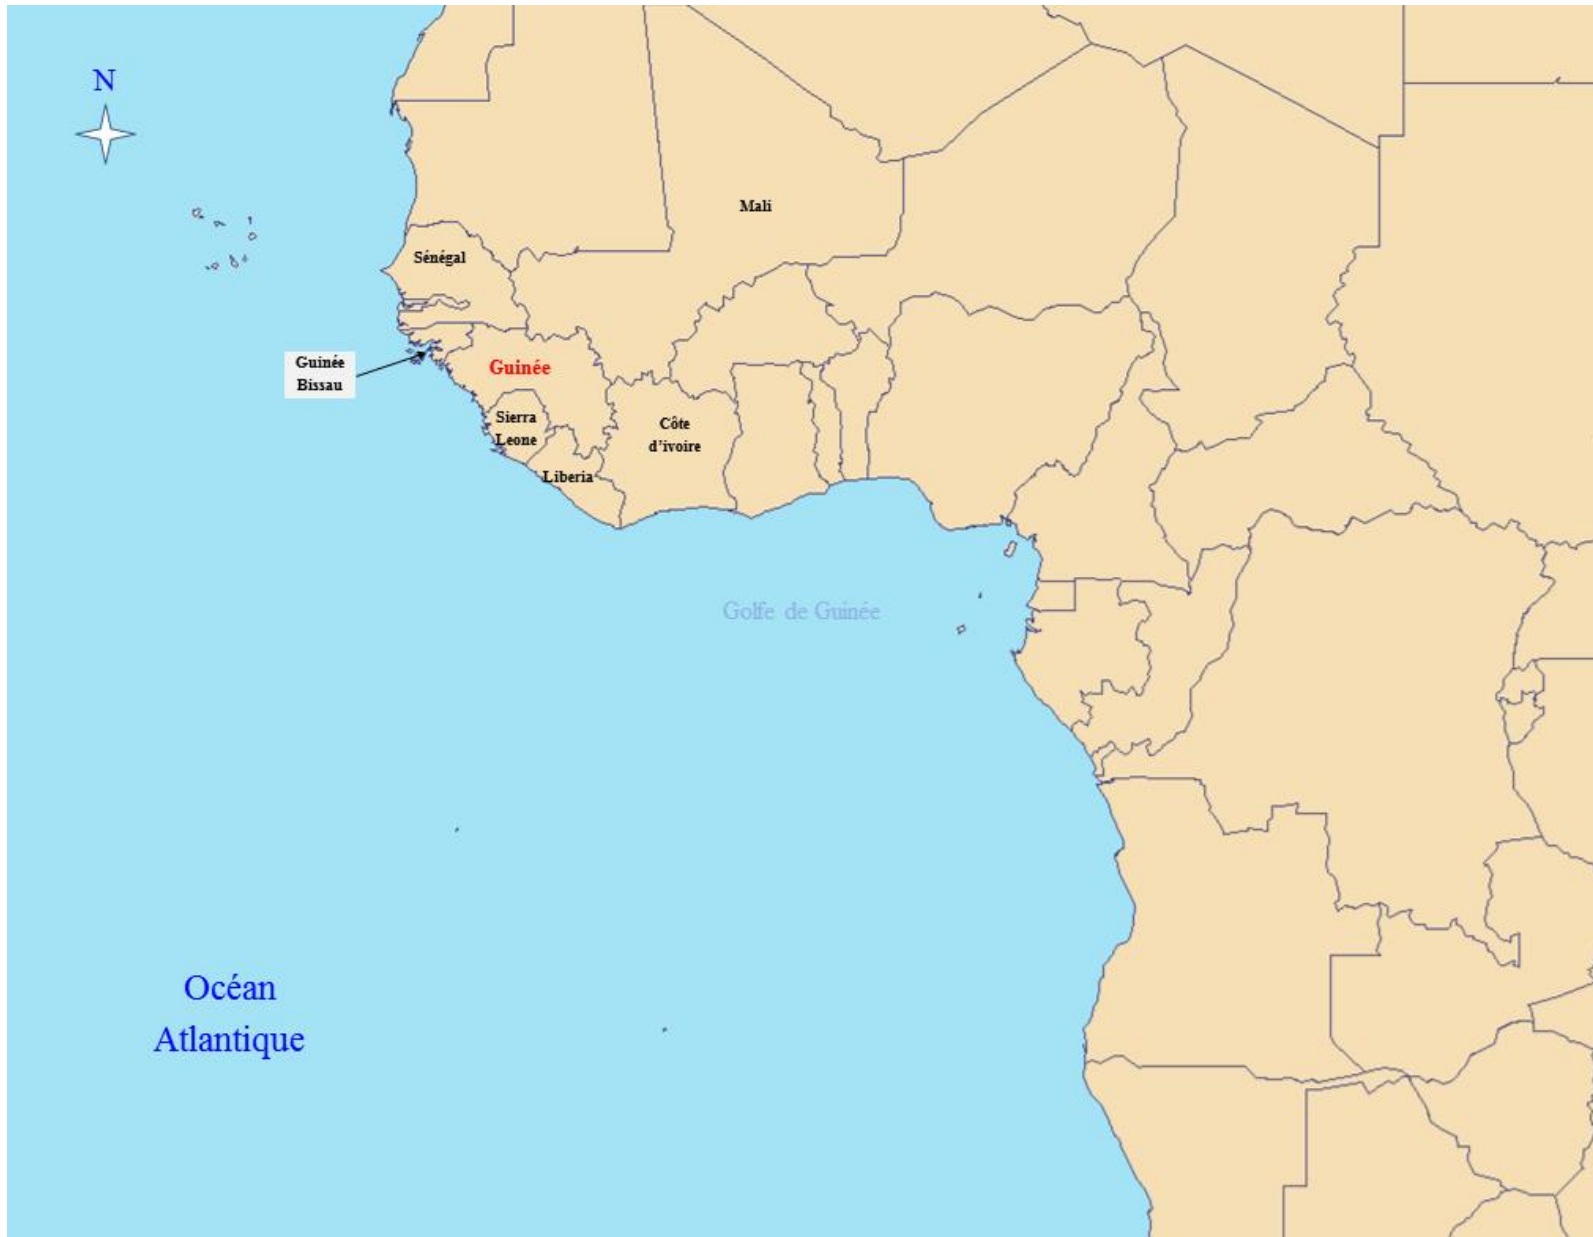 N
Mali
Sénégal
Guinée
Bissau
Guinée
Sierra
Leone
Côte
d'ivoire
Liberia
Golfe de Guinée
Océan
Atlantique